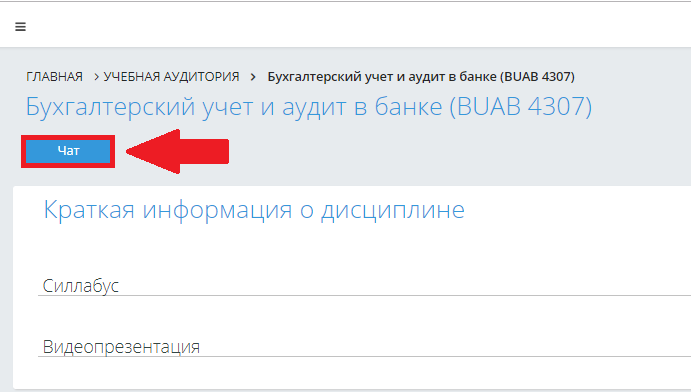 ГЛАВНАЯ > УЧЕБНАЯ АУДИТОРИЯ > Бухгалтерский учет и аудит в банке (BUAB 4307)
Бухгалтерский учет и аудит в банке (BUAB 4307)
Чат
Краткая информация о дисциплине
Силлабус
Видеопрезентация